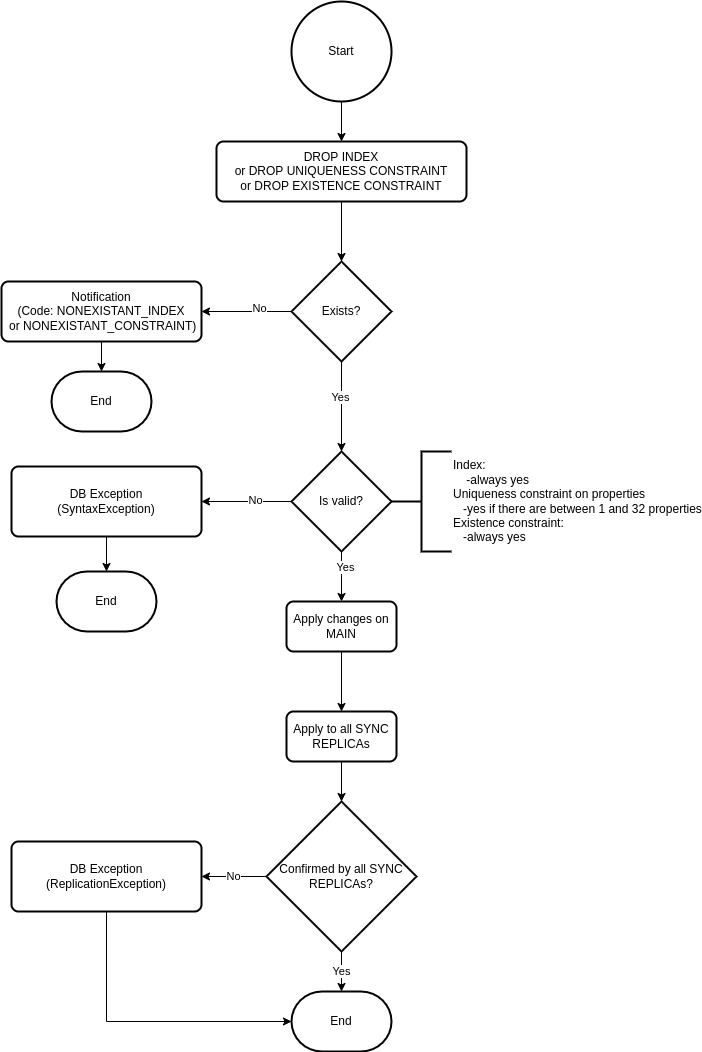 Start
DROP INDEX
or DROP UNIQUENESS CONSTRAINT
or DROP EXISTENCE CONSTRAINT
Exists?
No
Notification
(Code: NONEXISTANT_INDEX
or NONEXISTANT_CONSTRAINT)
End
Yes
Is valid?
Index:
-always yes
Uniqueness constraint on properties
-yes if there are between 1 and 32 properties
Existence constraint:
-always yes
No
DB Exception
(SyntaxException)
End
Yes
Apply changes on
MAIN
Apply to all SYNC
REPLICAs
Confirmed by all SYNC
REPLICAs?
No
DB Exception
(ReplicationException)
Yes
End